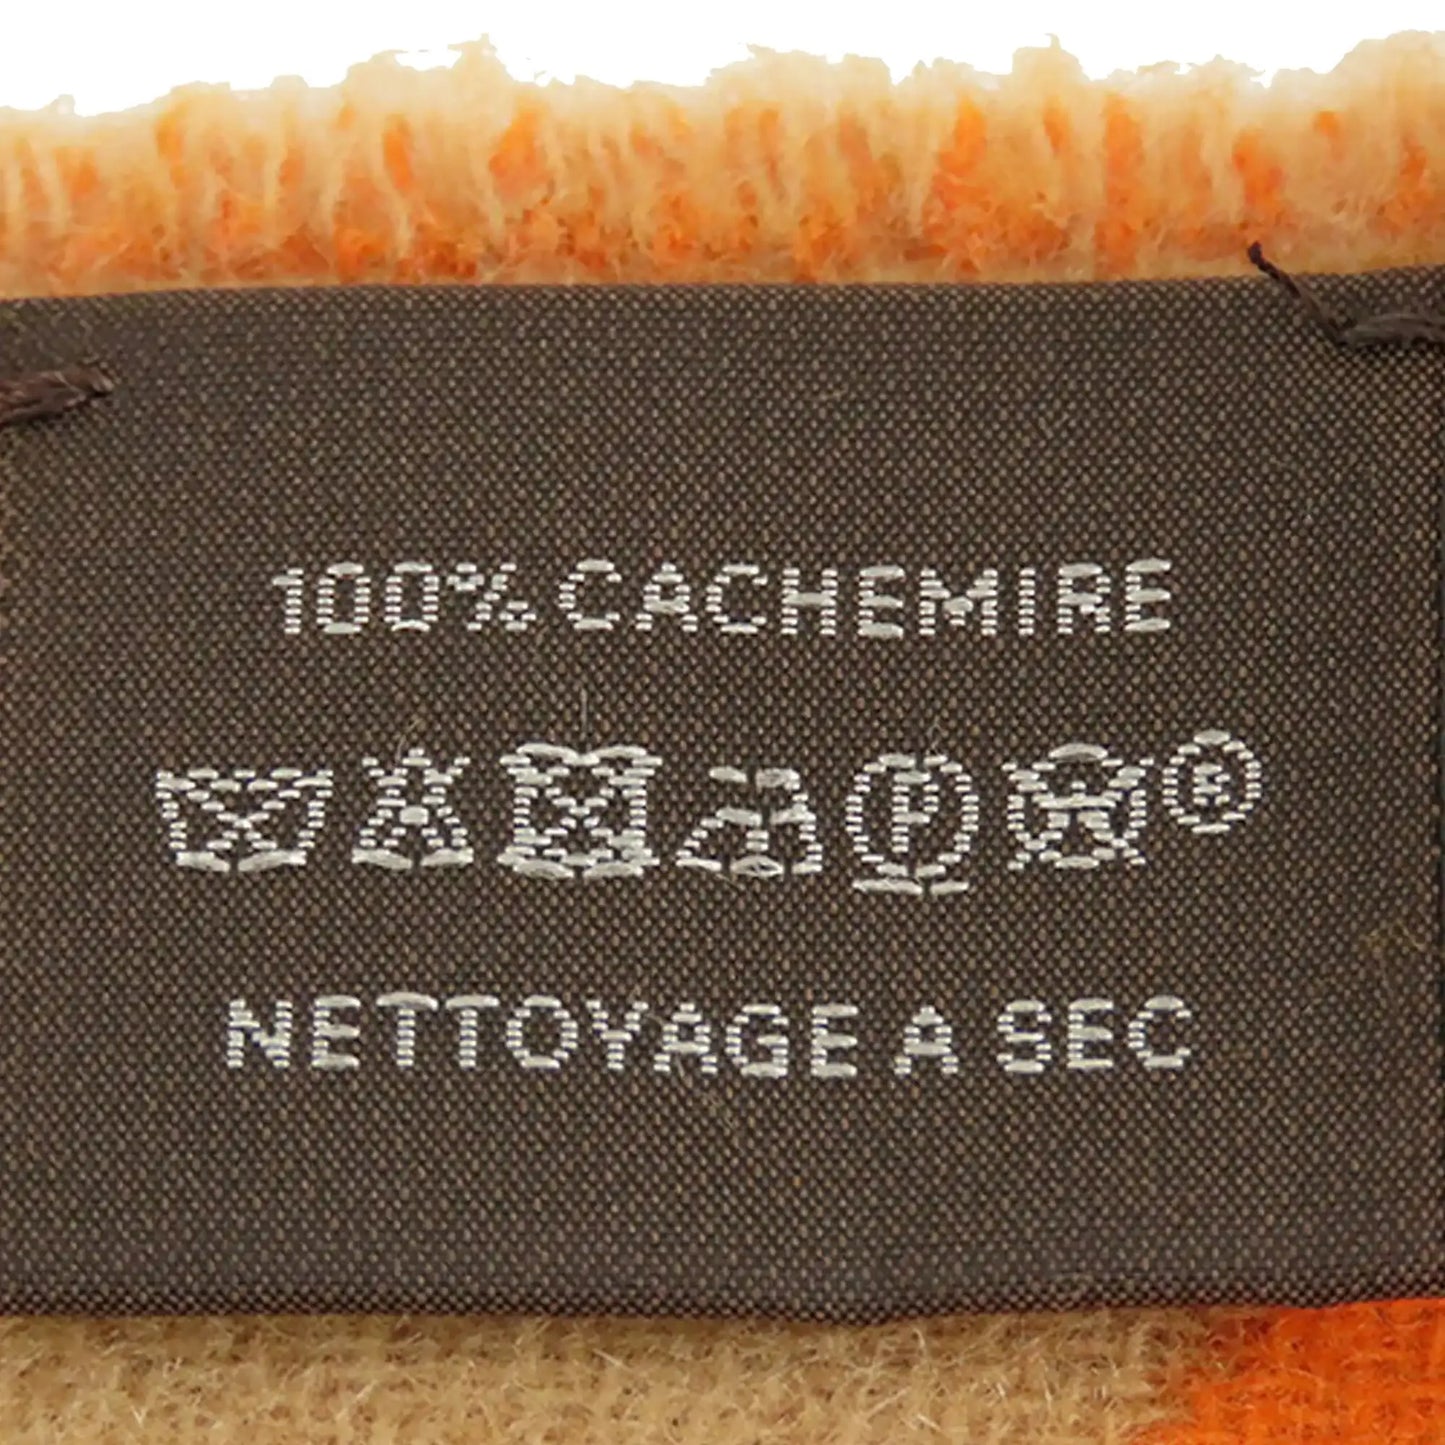 100% CACHEMIRE
P W ®
NETTOYAGE A SEC